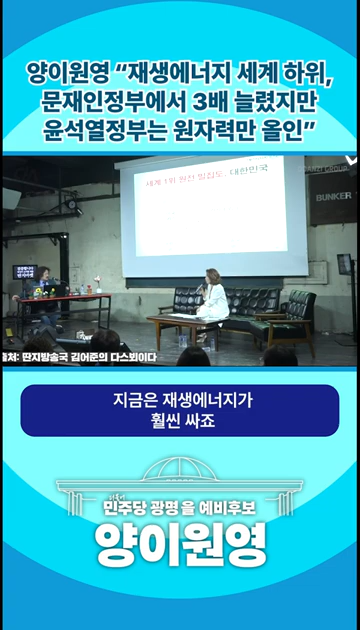 양이원영 “재생에너지 세계 하위,
문재인정부에서 3배 늘렸지만
윤석열정부는 원자력만 올인”
세계 1위 원전 밀집도, 대한민국
BUNKER
출처: 딴지방송국 김어준의 다스뵈이다
지금은 재생에너지가
훨씬 싸죠
더불어
민주당 광명을 예비후보
양이원영